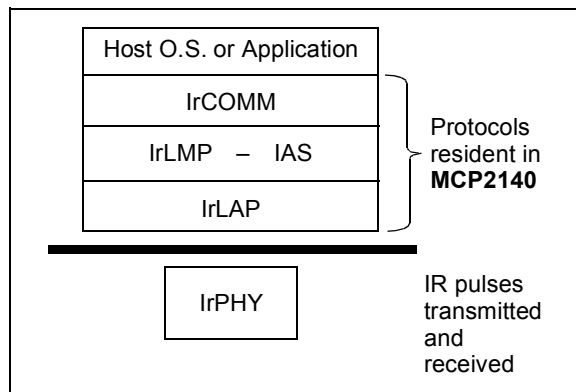 Host O.S. or Application
IrCOMM
IrLMP – IAS
IrLAP
Protocols
resident in
MCP2140
IrPHY
IR pulses
transmitted
and
received